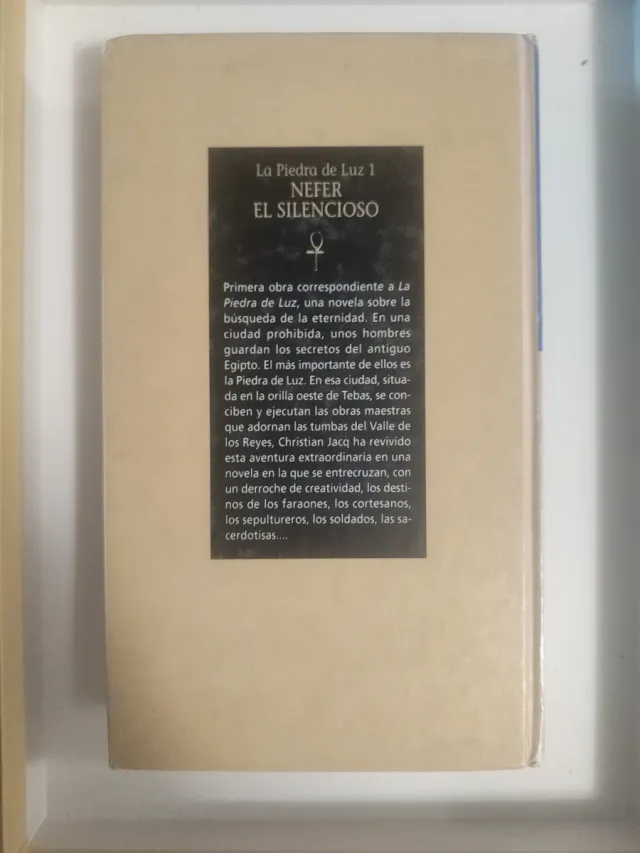 La Piedra de Luz 1
NEFER
EL SILENCIOSO
Primera obra correspondiente a La
Piedra de Luz, una novela sobre la
búsqueda de la eternidad. En una
ciudad prohibida, unos hombres
guardan los secretos del antiguo
Egipto. El más importante de ellos es
la Piedra de Luz. En esa ciudad, situa-
da en la orilla oeste de Tebas, se con-
ciben y ejecutan las obras maestras
que adornan las tumbas del Valle de
los Reyes, Christian Jacq ha revivido
esta aventura extraordinaria en una
novela en la que se entrecruzan, con
un derroche de creatividad, los desti-
nos de los faraones, los cortesanos,
los sepultureros, los soldados, las sa-
cerdotisas....